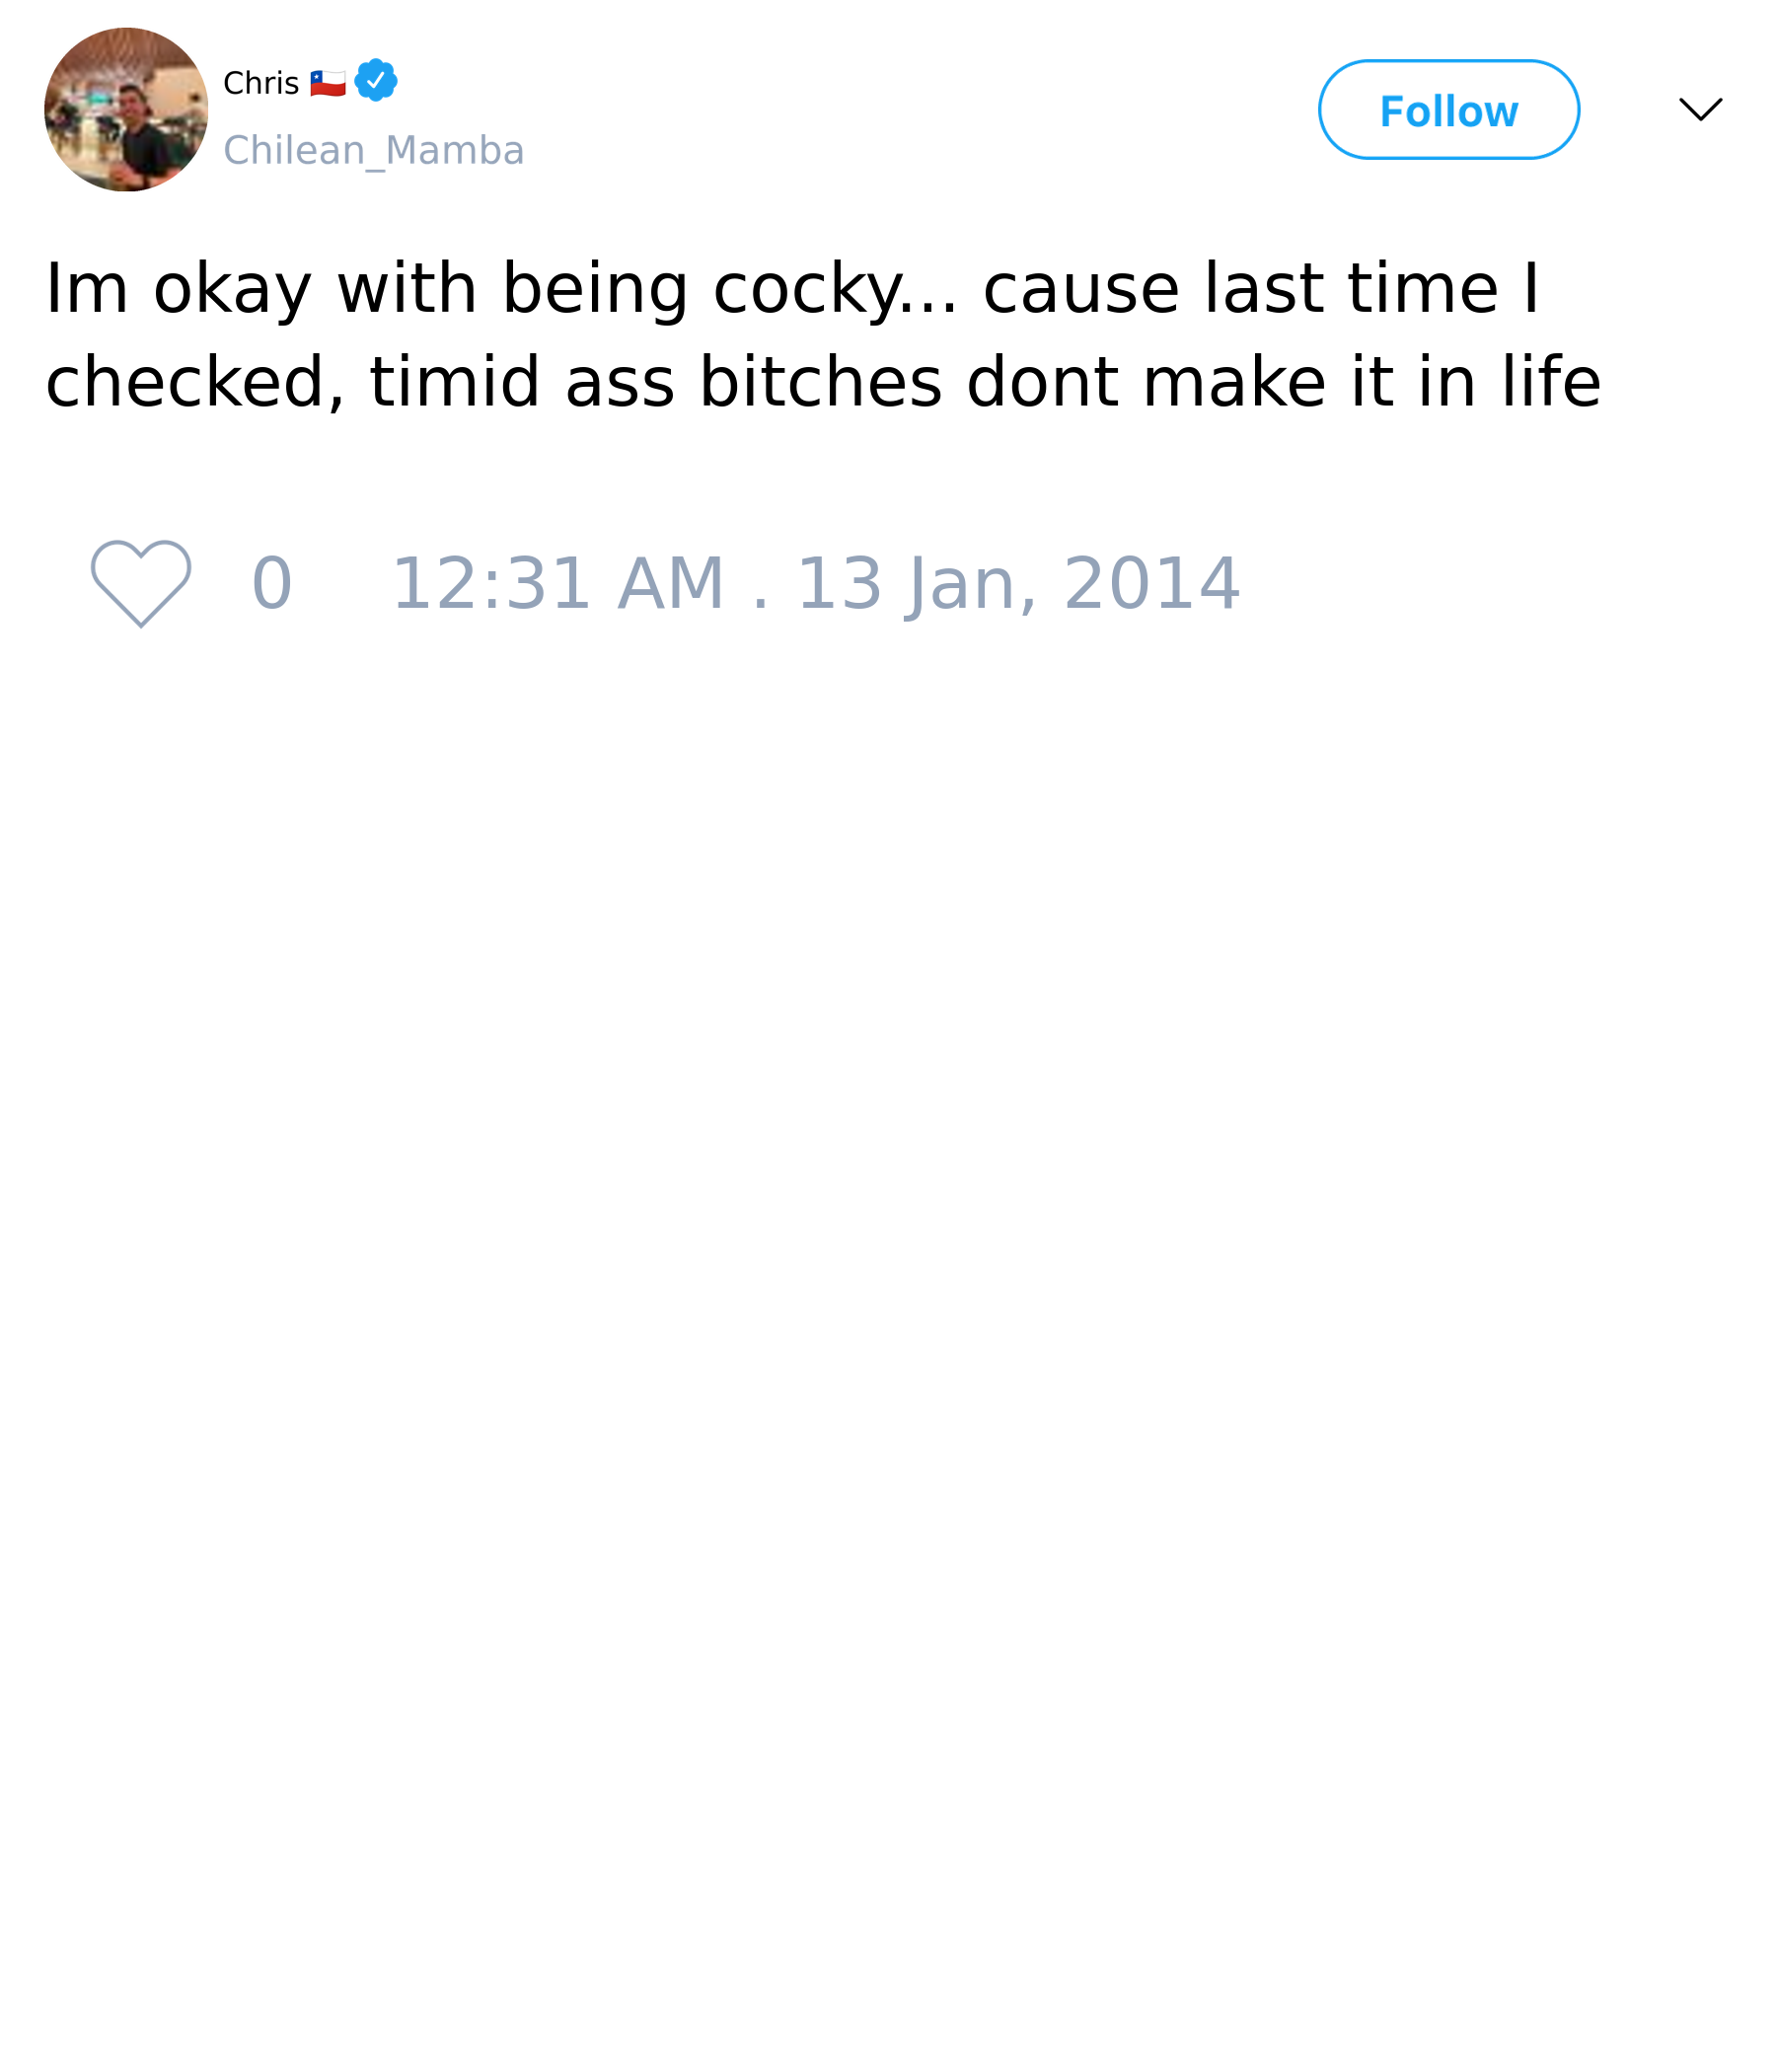 Chris 🇨🇱
Chilean_Mamba
Follow
Im okay with being cocky... cause last time I
checked, timid ass bitches dont make it in life
0 12:31 AM . 13 Jan, 2014